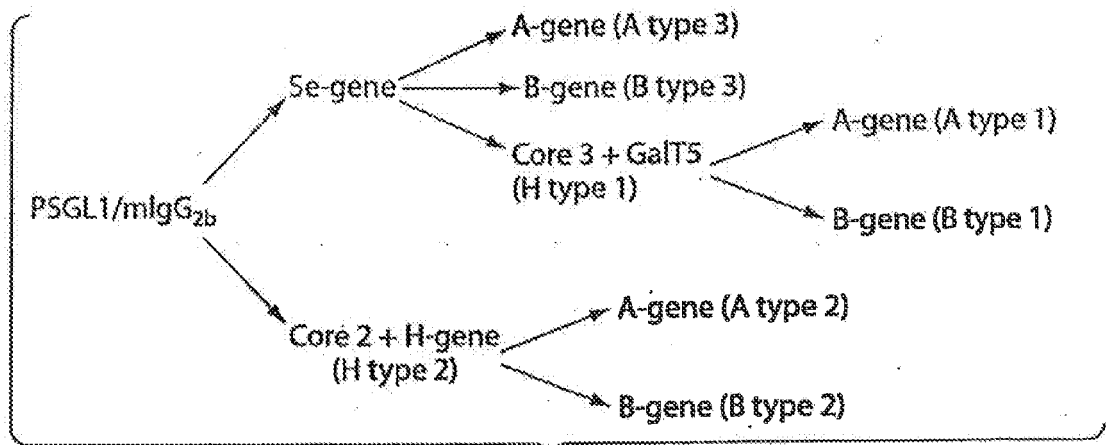 A-gene (A type 3)
Se-gene
B-gene (B type 3)
A-gene (A type 1)
Core 3 + GalT5
(H type 1)
PSGL1/mIgG2b
B-gene (B type 1)
A-gene (A type 2)
Core 2 + H-gene
(H type 2)
B-gene (B type 2)